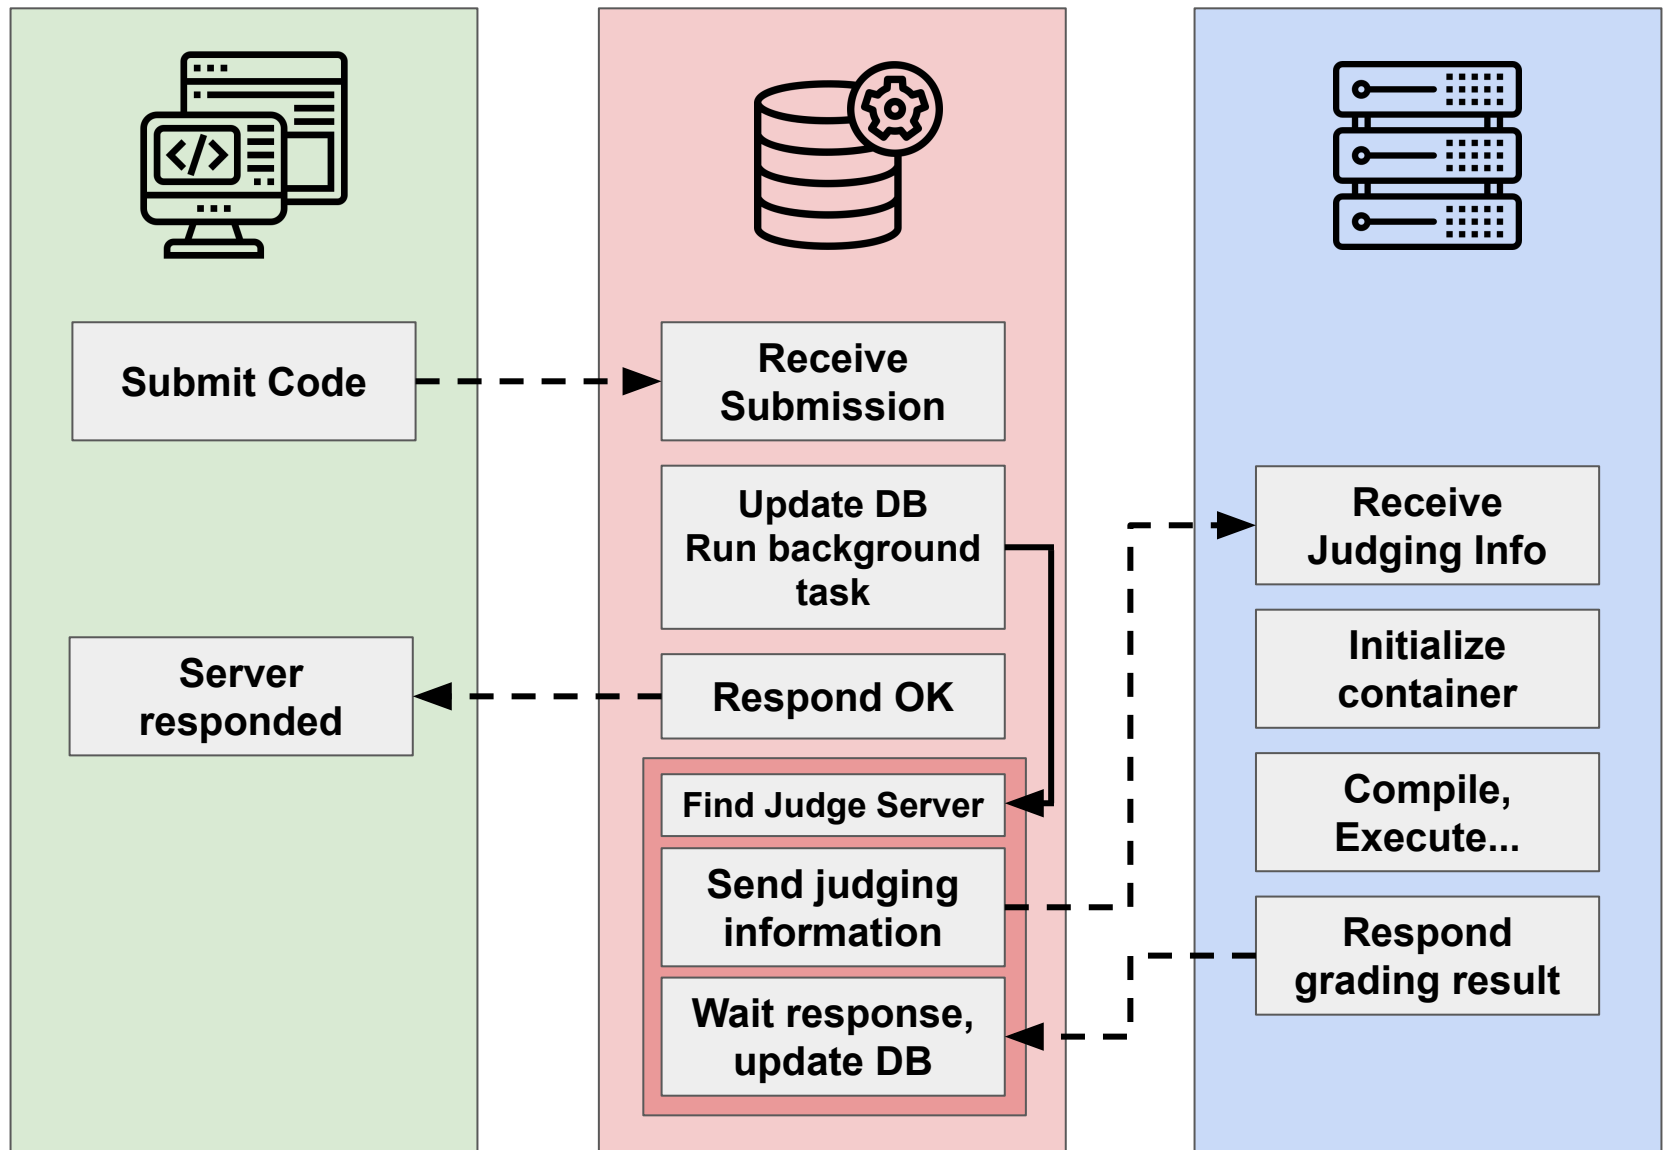 Submit Code
Server
responded
Receive
Submission
Update DB
Run background
task
Respond OK
Find Judge Server
Send judging
information
Wait response,
update DB
Receive
Judging Info
Initialize
container
Compile,
Execute...
Respond
grading result